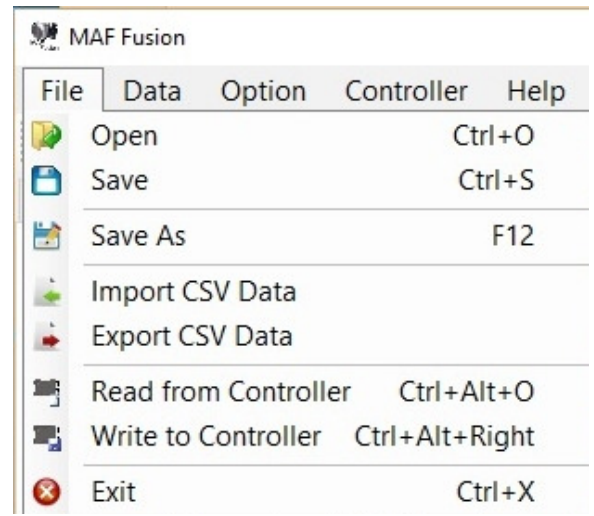 MAF Fusion
File Data Option Controller Help
Open Ctrl+O
Save Ctrl+S
Save As F12
Import CSV Data
Export CSV Data
Read from Controller Ctrl+Alt+O
Write to Controller Ctrl+Alt+Right
Exit Ctrl+X